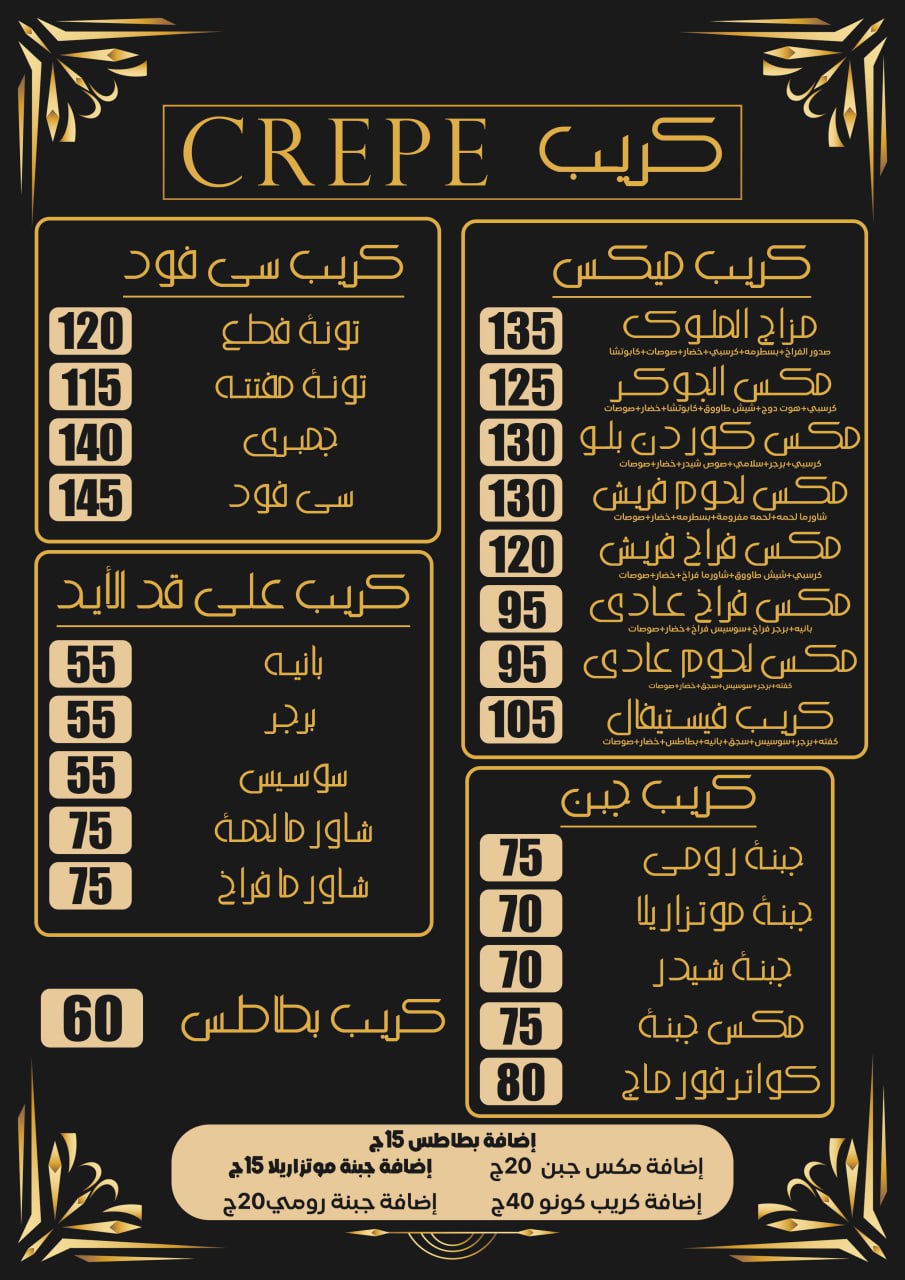 كريب CREPE
كريب ميكس
مزاج الملوك 135
صدور الفراخ+بسطرمه+كرسبي+خضار+صوصات+كابوتشا
مكس الجوكر 125
كرسبي+هوت دوج+شيش طاووق+كابوتشا+خضار+صوصات
مكس كوردن بلو 130
كرسبي+برجر+سلامي+صوص شيدر+خضار+صوصات
مكس لحوم فريش 130
شاورما لحمه+لحمه مفرومة+بسطرمه+خضار+صوصات
مكس فراخ فريش 120
كرسبي+شيش طاووق+شاورما فراخ+خضار+صوصات
مكس فراخ عادى 95
بانيه+برجر فراخ+سوسيس فراخ+خضار+صوصات
مكس لحوم عادى 95
كفته+برجر+سوسيس+سجق+خضار+صوصات
كريب فيستيفال 105
كفته+برجر+سوسيس+سجق+بانيه+بطاطس+خضار+صوصات
كريب سى فود
تونة قطع 120
تونة مفتته 115
جمبرى 140
سى فود 145
كريب على قد الأيد
بانيه 55
برجر 55
سوسيس 55
شاورما لحمة 75
شاورما فراخ 75
كريب جبن
جبنة رومى 75
جبنة موتزاريلا 70
جبنة شيدر 70
مكس جبنة 75
كواترفورماج 80
كريب بطاطس 60
إضافة بطاطس 15ج
إضافة مكس جبن 20ج إضافة جبنة موتزاريلا 15ج
إضافة كريب كونو 40ج إضافة جبنة رومي20ج